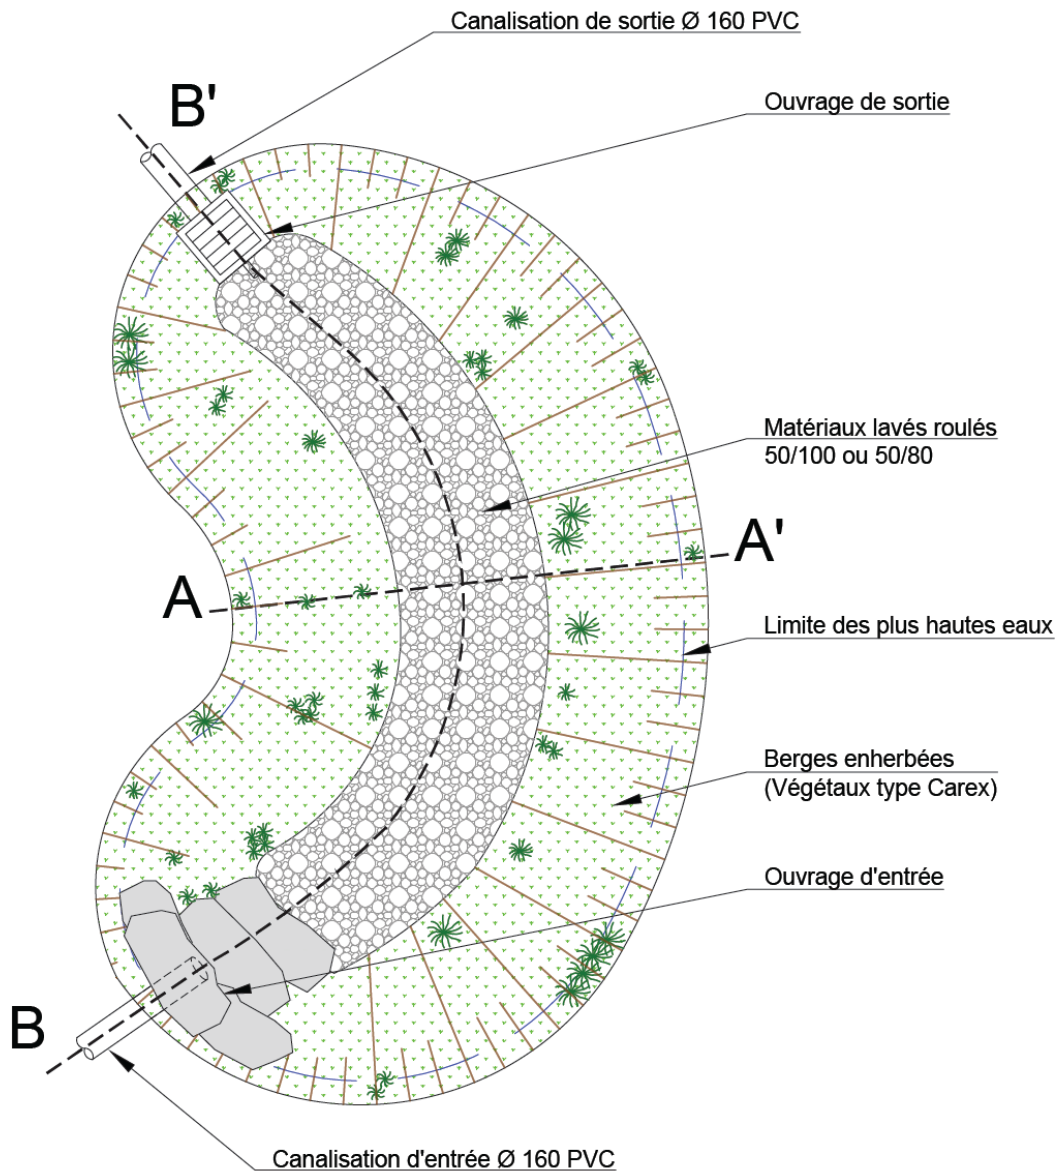 Canalisation de sortie Ø 160 PVC
B'
Ouvrage de sortie
Matériaux lavés roulés
50/100 ou 50/80
A'
A
Limite des plus hautes eaux
Berges enherbées
(Végétaux type Carex)
Ouvrage d'entrée
B
Canalisation d'entrée Ø 160 PVC